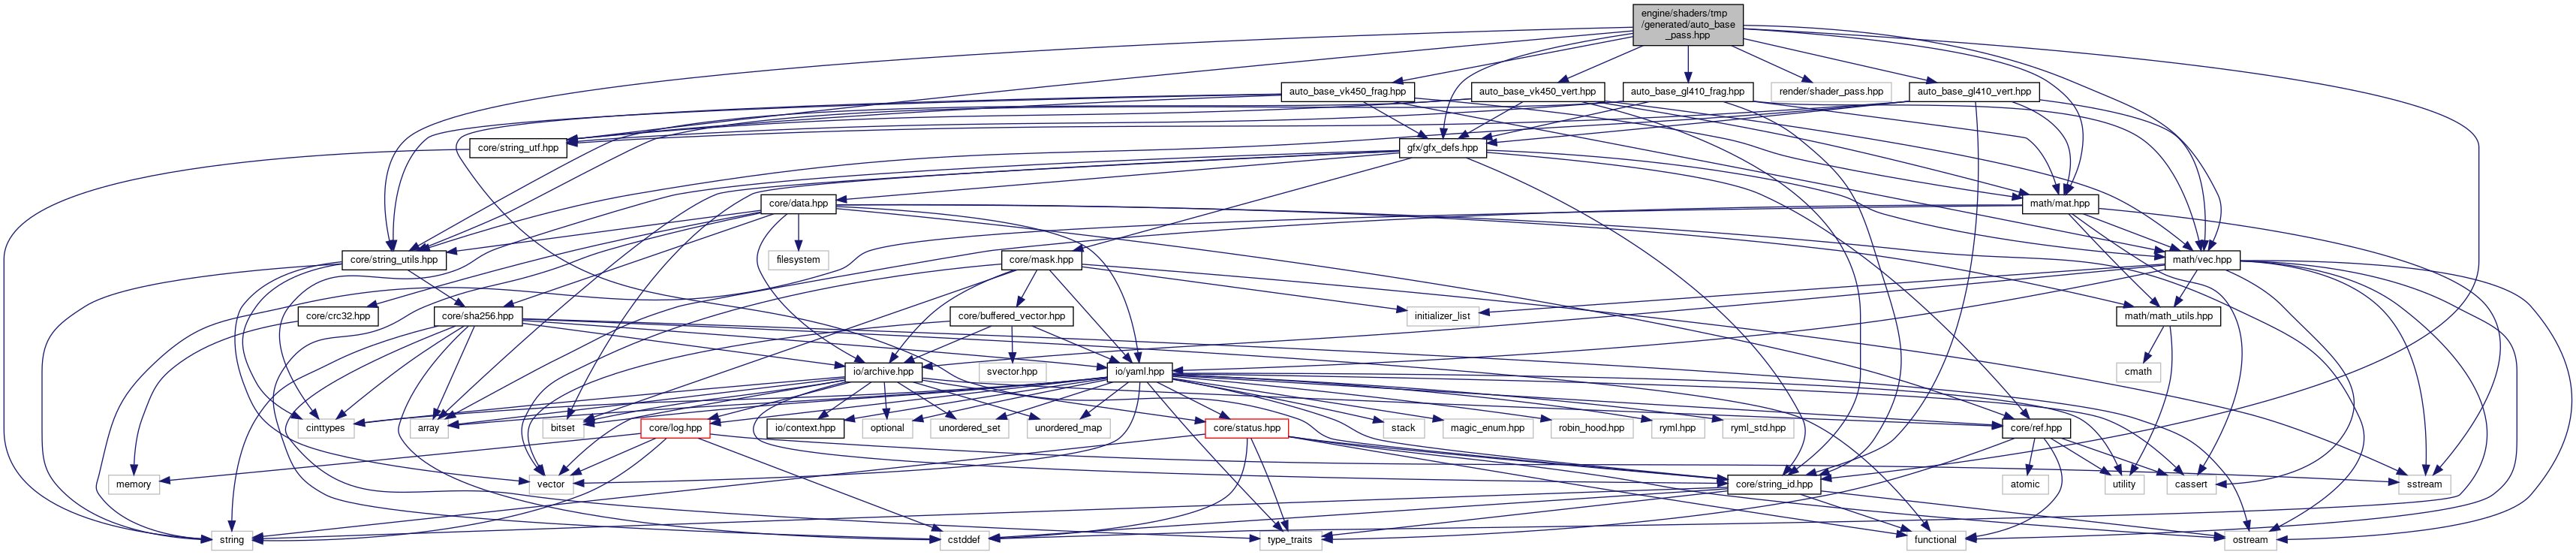 engine/shaders/tmp
/generated/auto_base
_pass.hpp
auto_base_vk450_frag.hpp
auto_base_vk450_vert.hpp
auto_base_gl410_frag.hpp
render/shader_pass.hpp
auto_base_gl410_vert.hpp
core/string_utf.hpp
gfx/gfx_defs.hpp
core/data.hpp
math/mat.hpp
core/string_utils.hpp
filesystem
core/mask.hpp
math/vec.hpp
core/crc32.hpp
core/sha256.hpp
core/buffered_vector.hpp
initializer_list
math/math_utils.hpp
io/archive.hpp
svector.hpp
io/yaml.hpp
cmath
cinttypes
array
bitset
core/log.hpp
io/context.hpp
optional
unordered_set
unordered_map
core/status.hpp
stack
magic_enum.hpp
robin_hood.hpp
ryml.hpp
ryml_std.hpp
core/ref.hpp
memory
vector
core/string_id.hpp
atomic
utility
cassert
sstream
string
cstddef
type_traits
functional
ostream